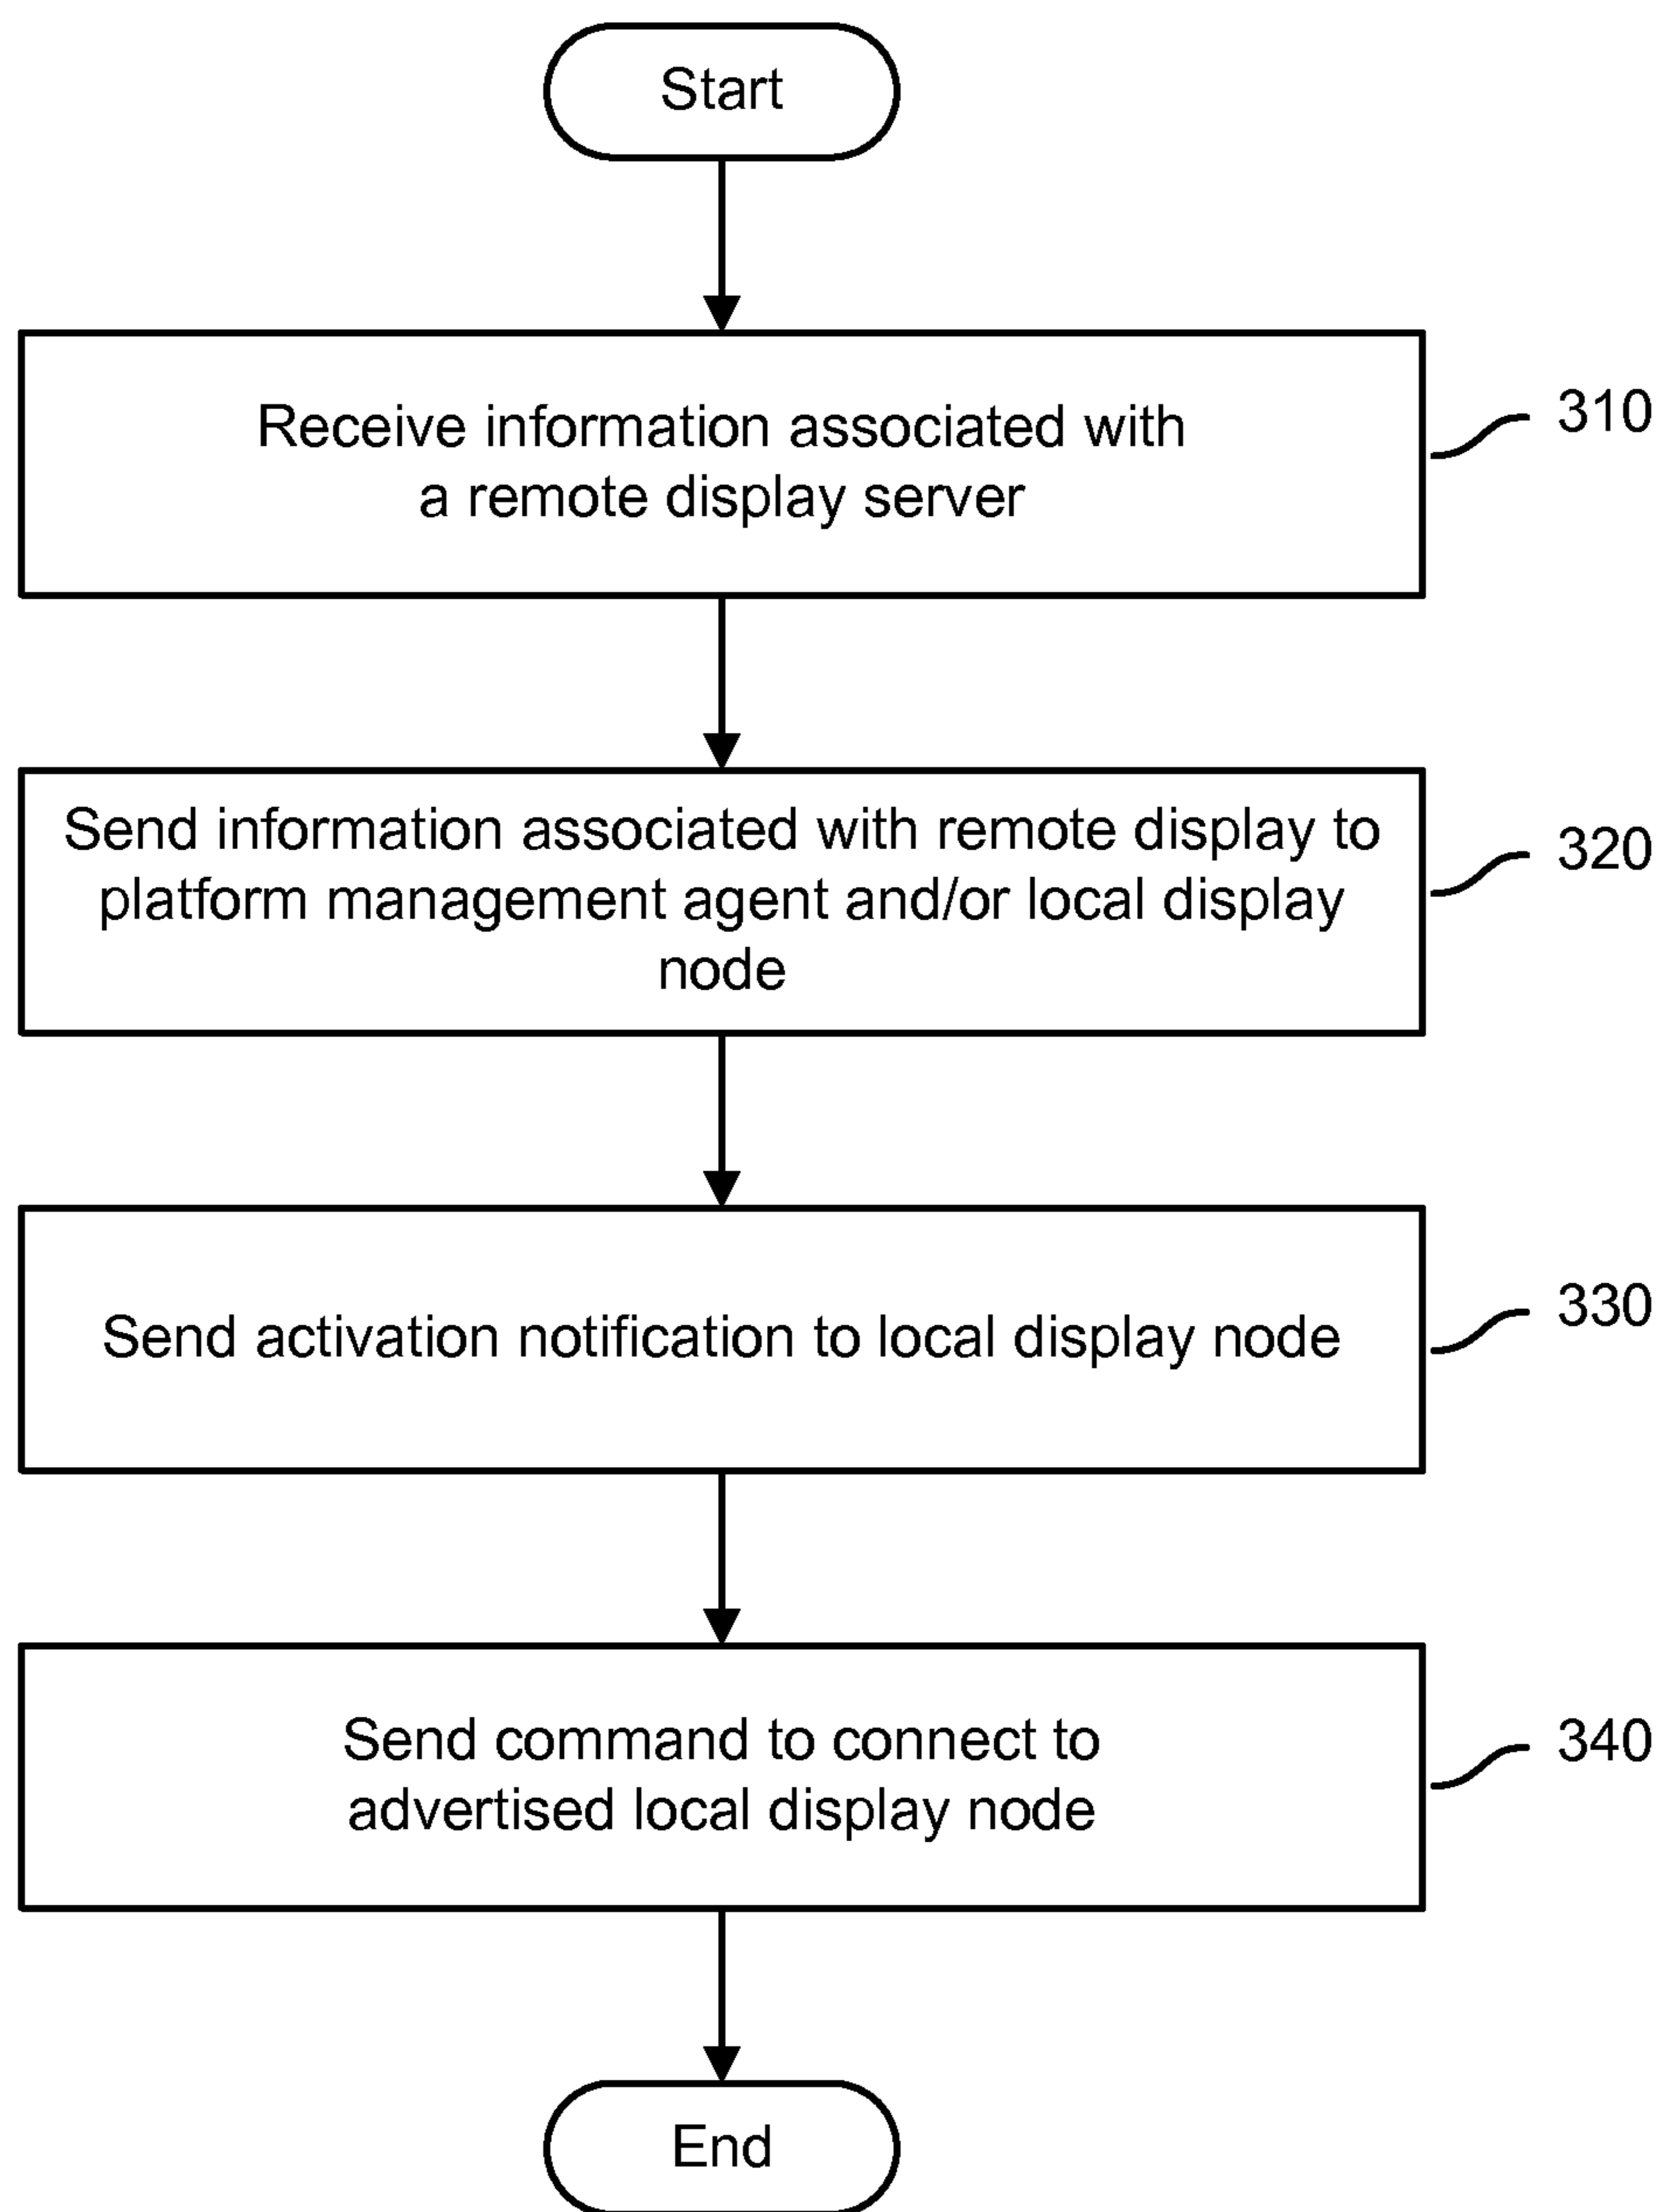 Start
Receive information associated with
a remote display server
310
Send information associated with remote display to
platform management agent and/or local display
node
320
Send activation notification to local display node
330
Send command to connect to
advertised local display node
340
End